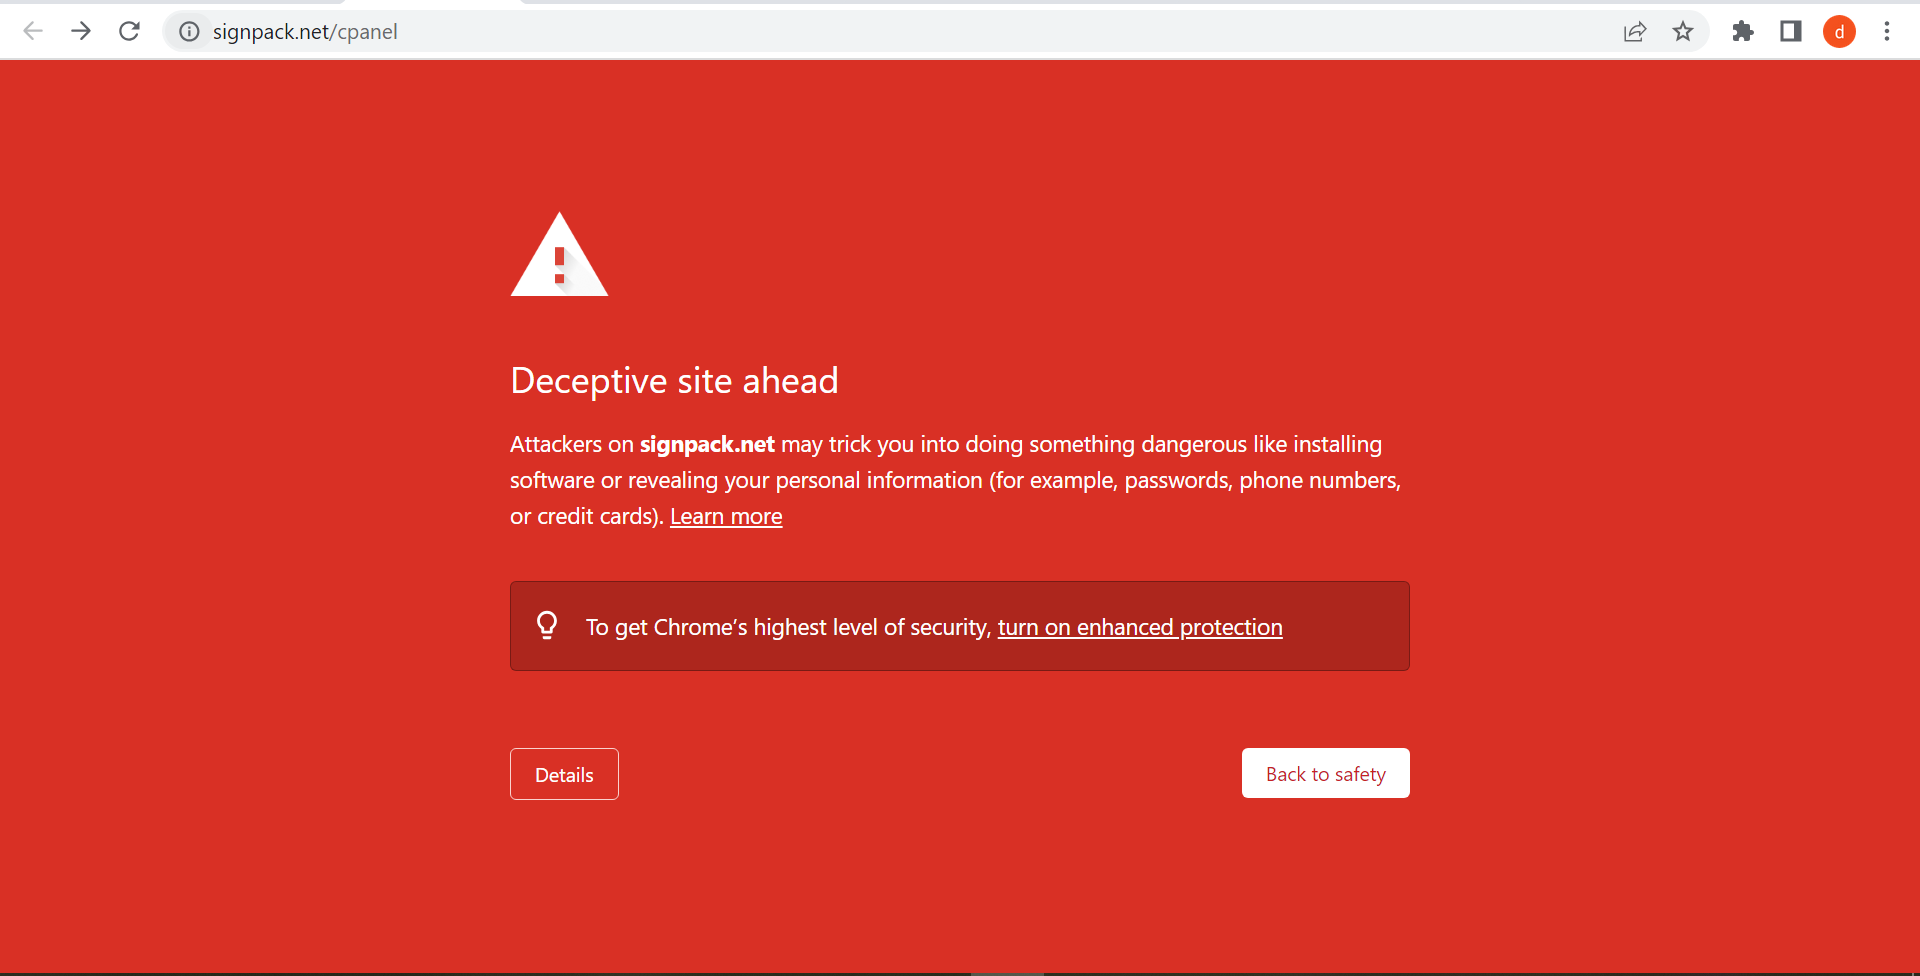 signpack.net/cpanel
d
Deceptive site ahead
Attackers on signpack.net may trick you into doing something dangerous like installing
software or revealing your personal information (for example, passwords, phone numbers,
or credit cards). Learn more
To get Chrome’s highest level of security, turn on enhanced protection
Details
Back to safety